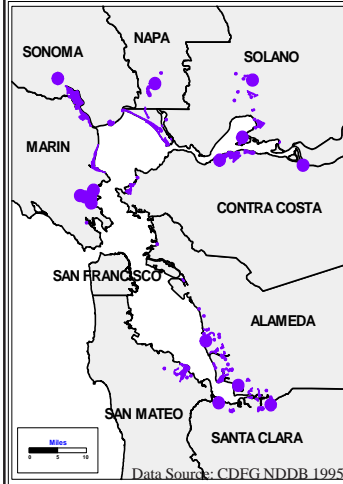 NAPA
SONOMA
SOLANO
MARIN
CONTRA COSTA
SAN FRANCISCO
ALAMEDA
SAN MATEO
SANTA CLARA
Miles
0 5 10
Data Source: CDFG NDDB 1995